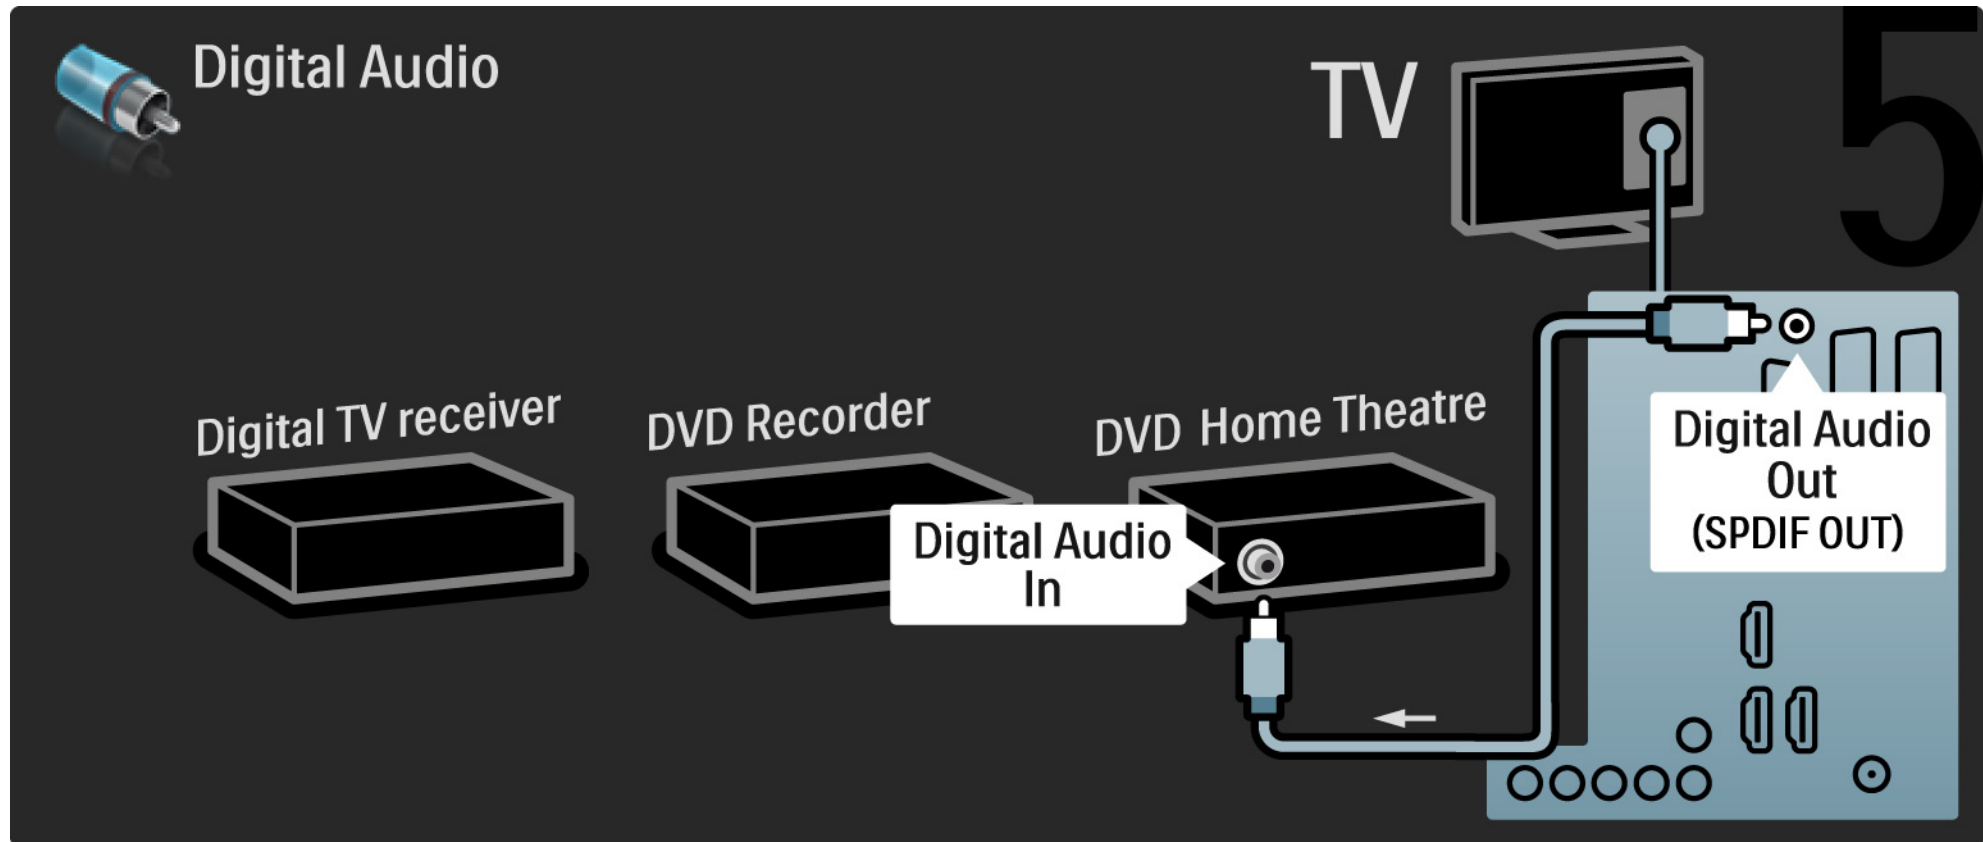 Digital Audio
TV
5
Digital TV receiver
DVD Recorder
DVD Home Theatre
Digital Audio
Out
(SPDIF OUT)
Digital Audio
In